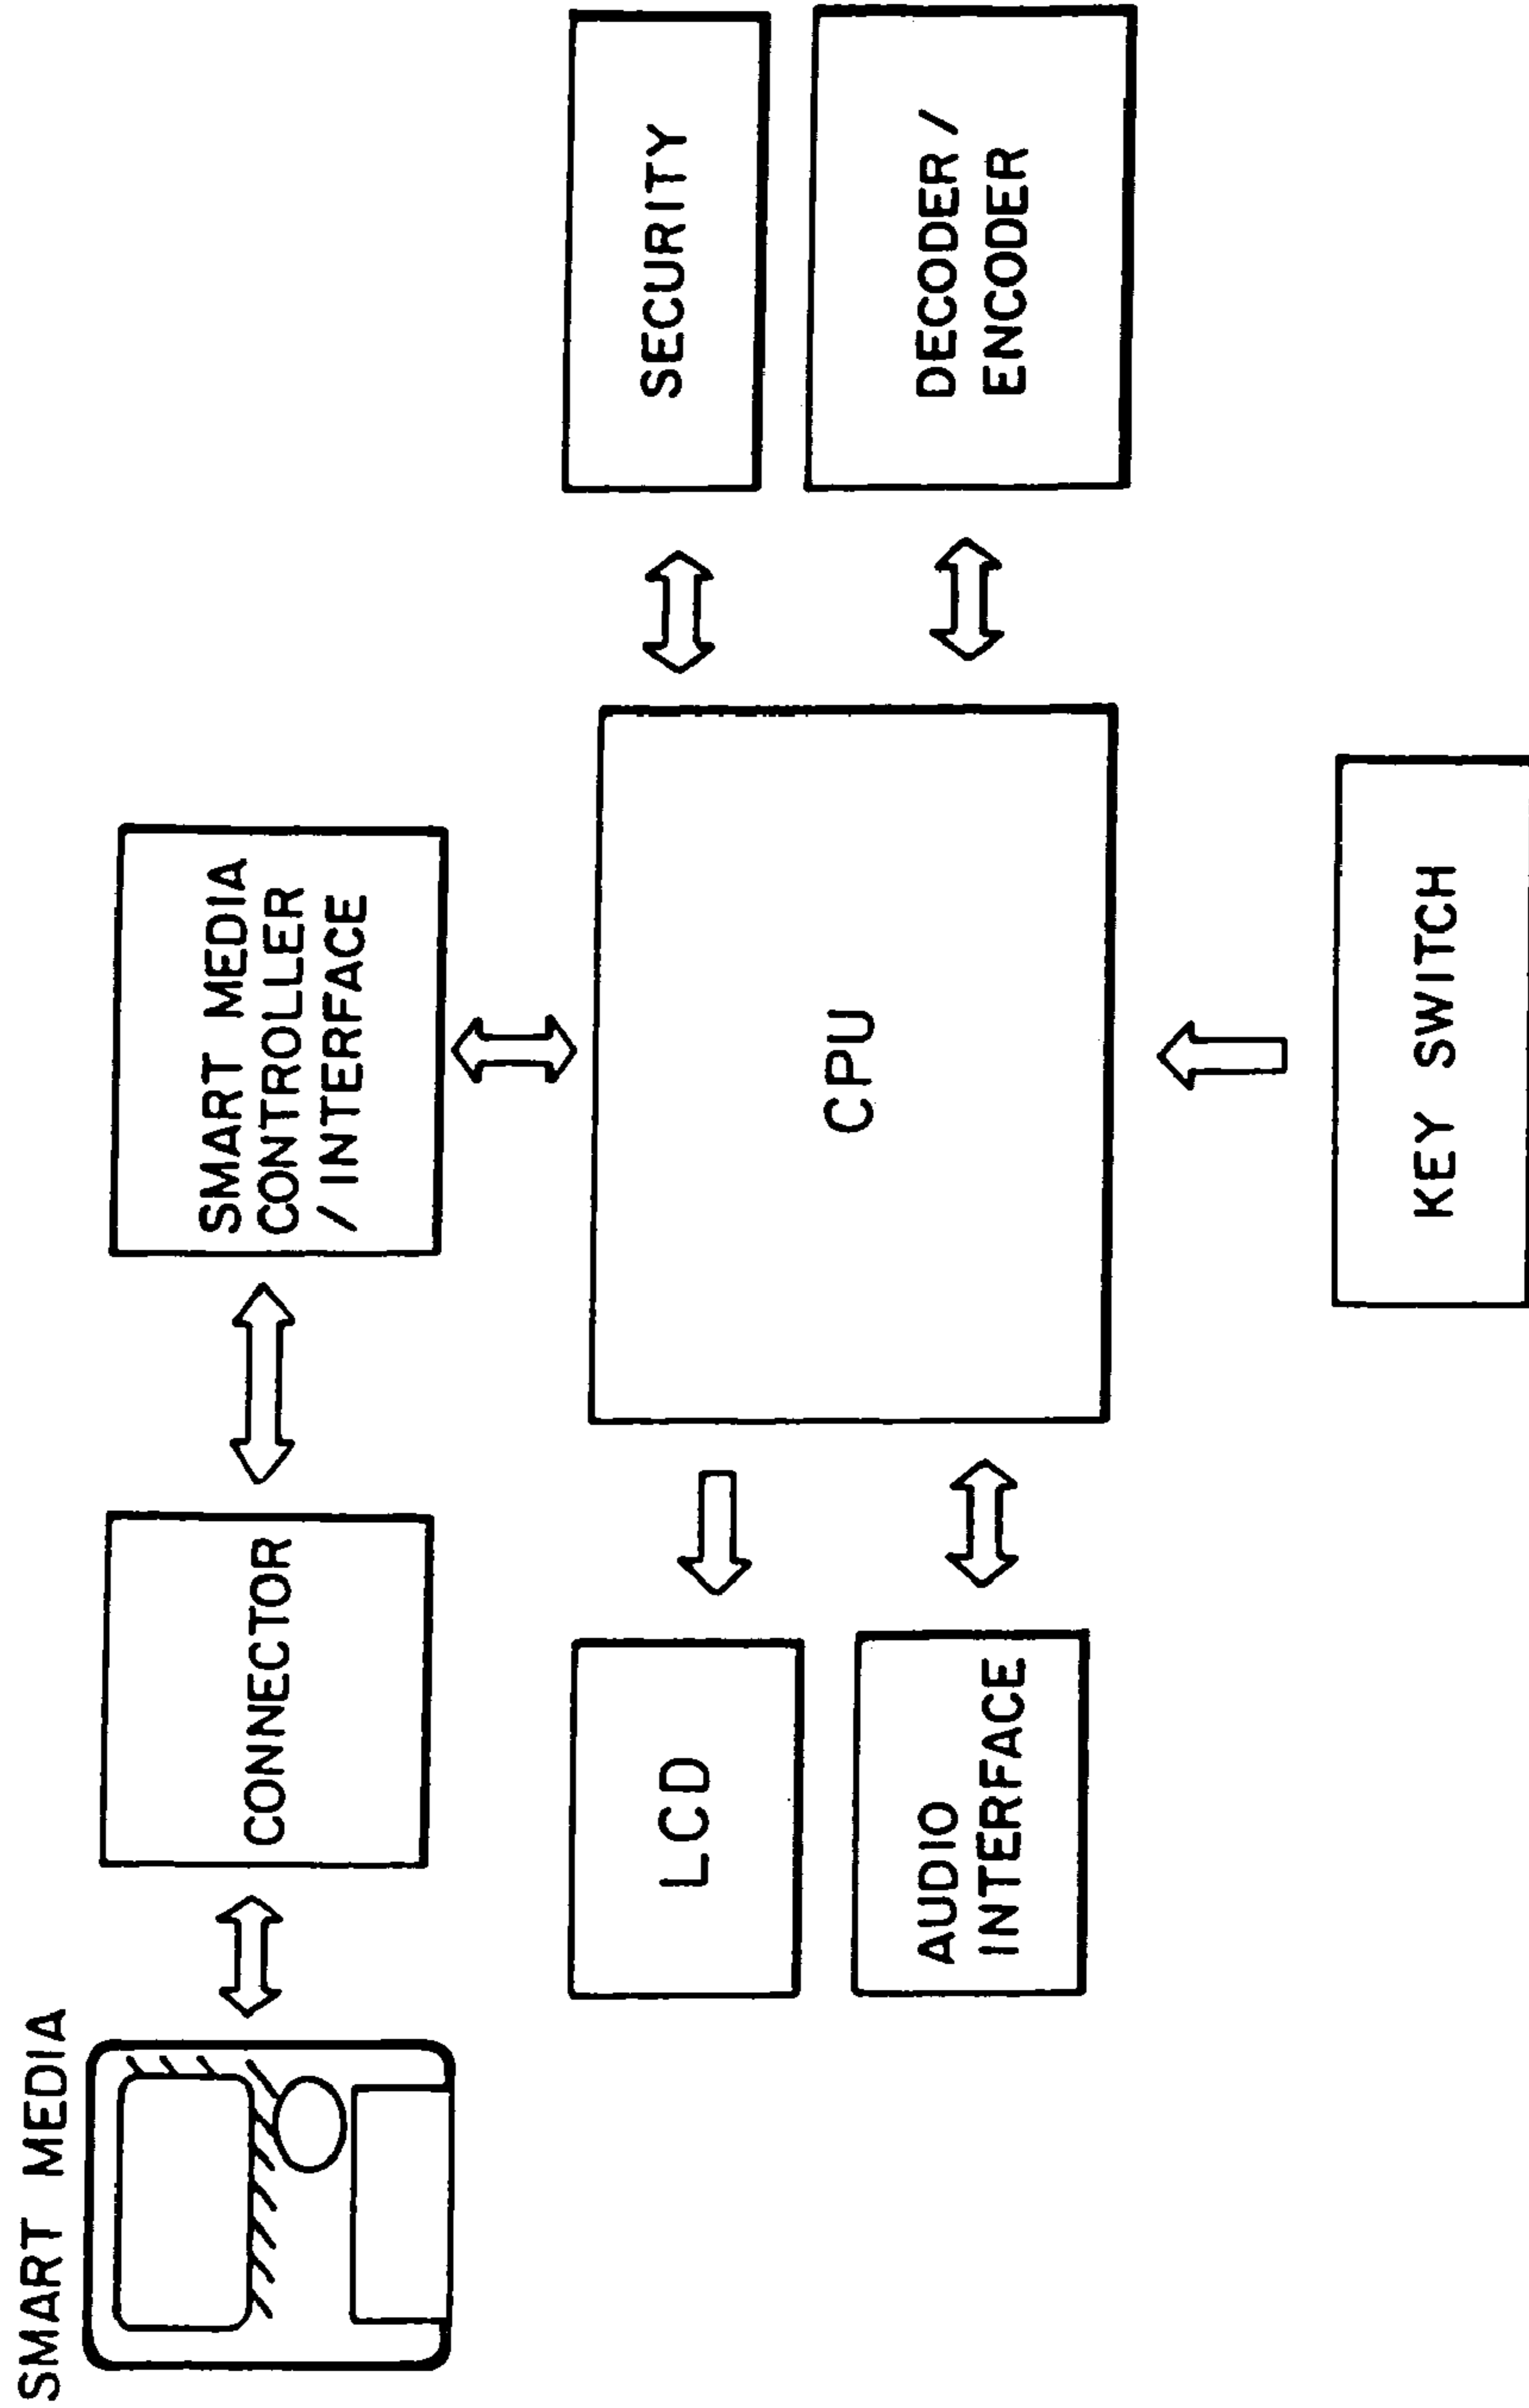 SMART MEDIA
CONNECTOR
SMART MEDIA
CONTROLLER
/ INTERFACE
LCD
CPU
SECURITY
AUDIO
INTERFACE
DECODER /
ENCODER
KEY SWITCH